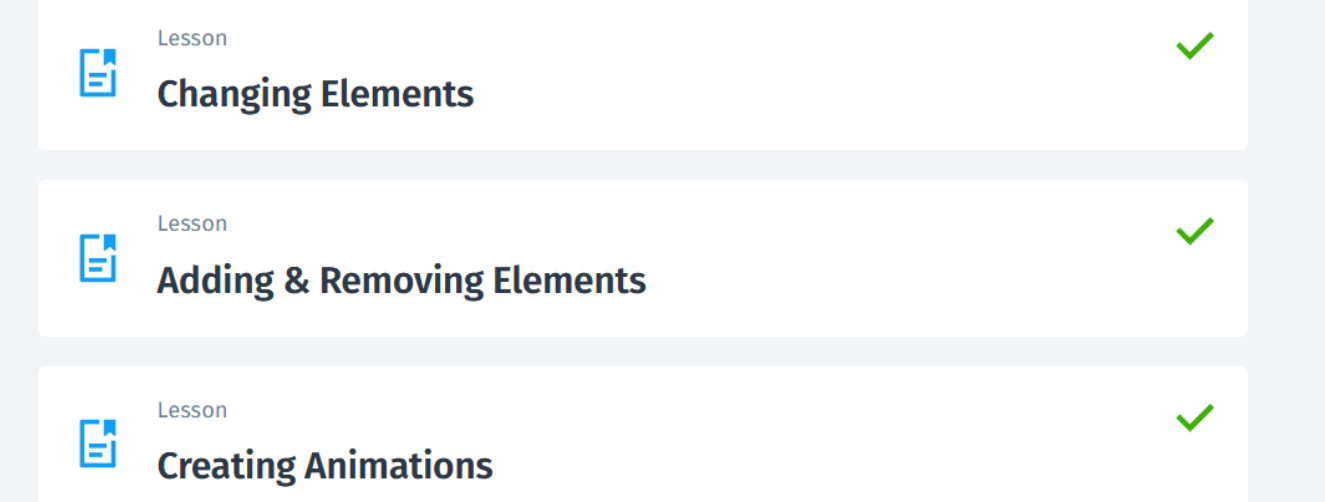 Lesson
Changing Elements
Lesson
Adding & Removing Elements
Lesson
Creating Animations